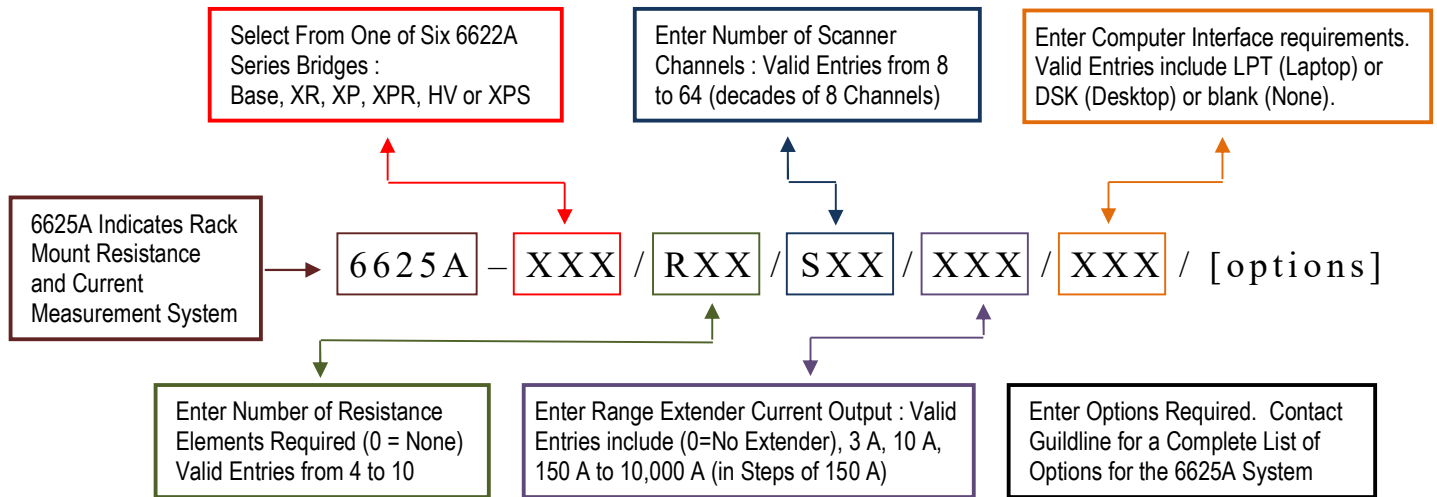 Select From One of Six 6622A
Series Bridges :
Base, XR, XP, XPR, HV or XPS
Enter Number of Scanner
Channels : Valid Entries from 8
to 64 (decades of 8 Channels)
Enter Computer Interface requirements.
Valid Entries include LPT (Laptop) or
DSK (Desktop) or blank (None).
6625A Indicates Rack
Mount Resistance
and Current
Measurement System
6625A – XXX / RXX / SXX / XXX / XXX / [options]
Enter Number of Resistance
Elements Required (0 = None)
Valid Entries from 4 to 10
Enter Range Extender Current Output : Valid
Entries include (0=No Extender), 3 A, 10 A,
150 A to 10,000 A (in Steps of 150 A)
Enter Options Required.  Contact
Guildline for a Complete List of
Options for the 6625A System